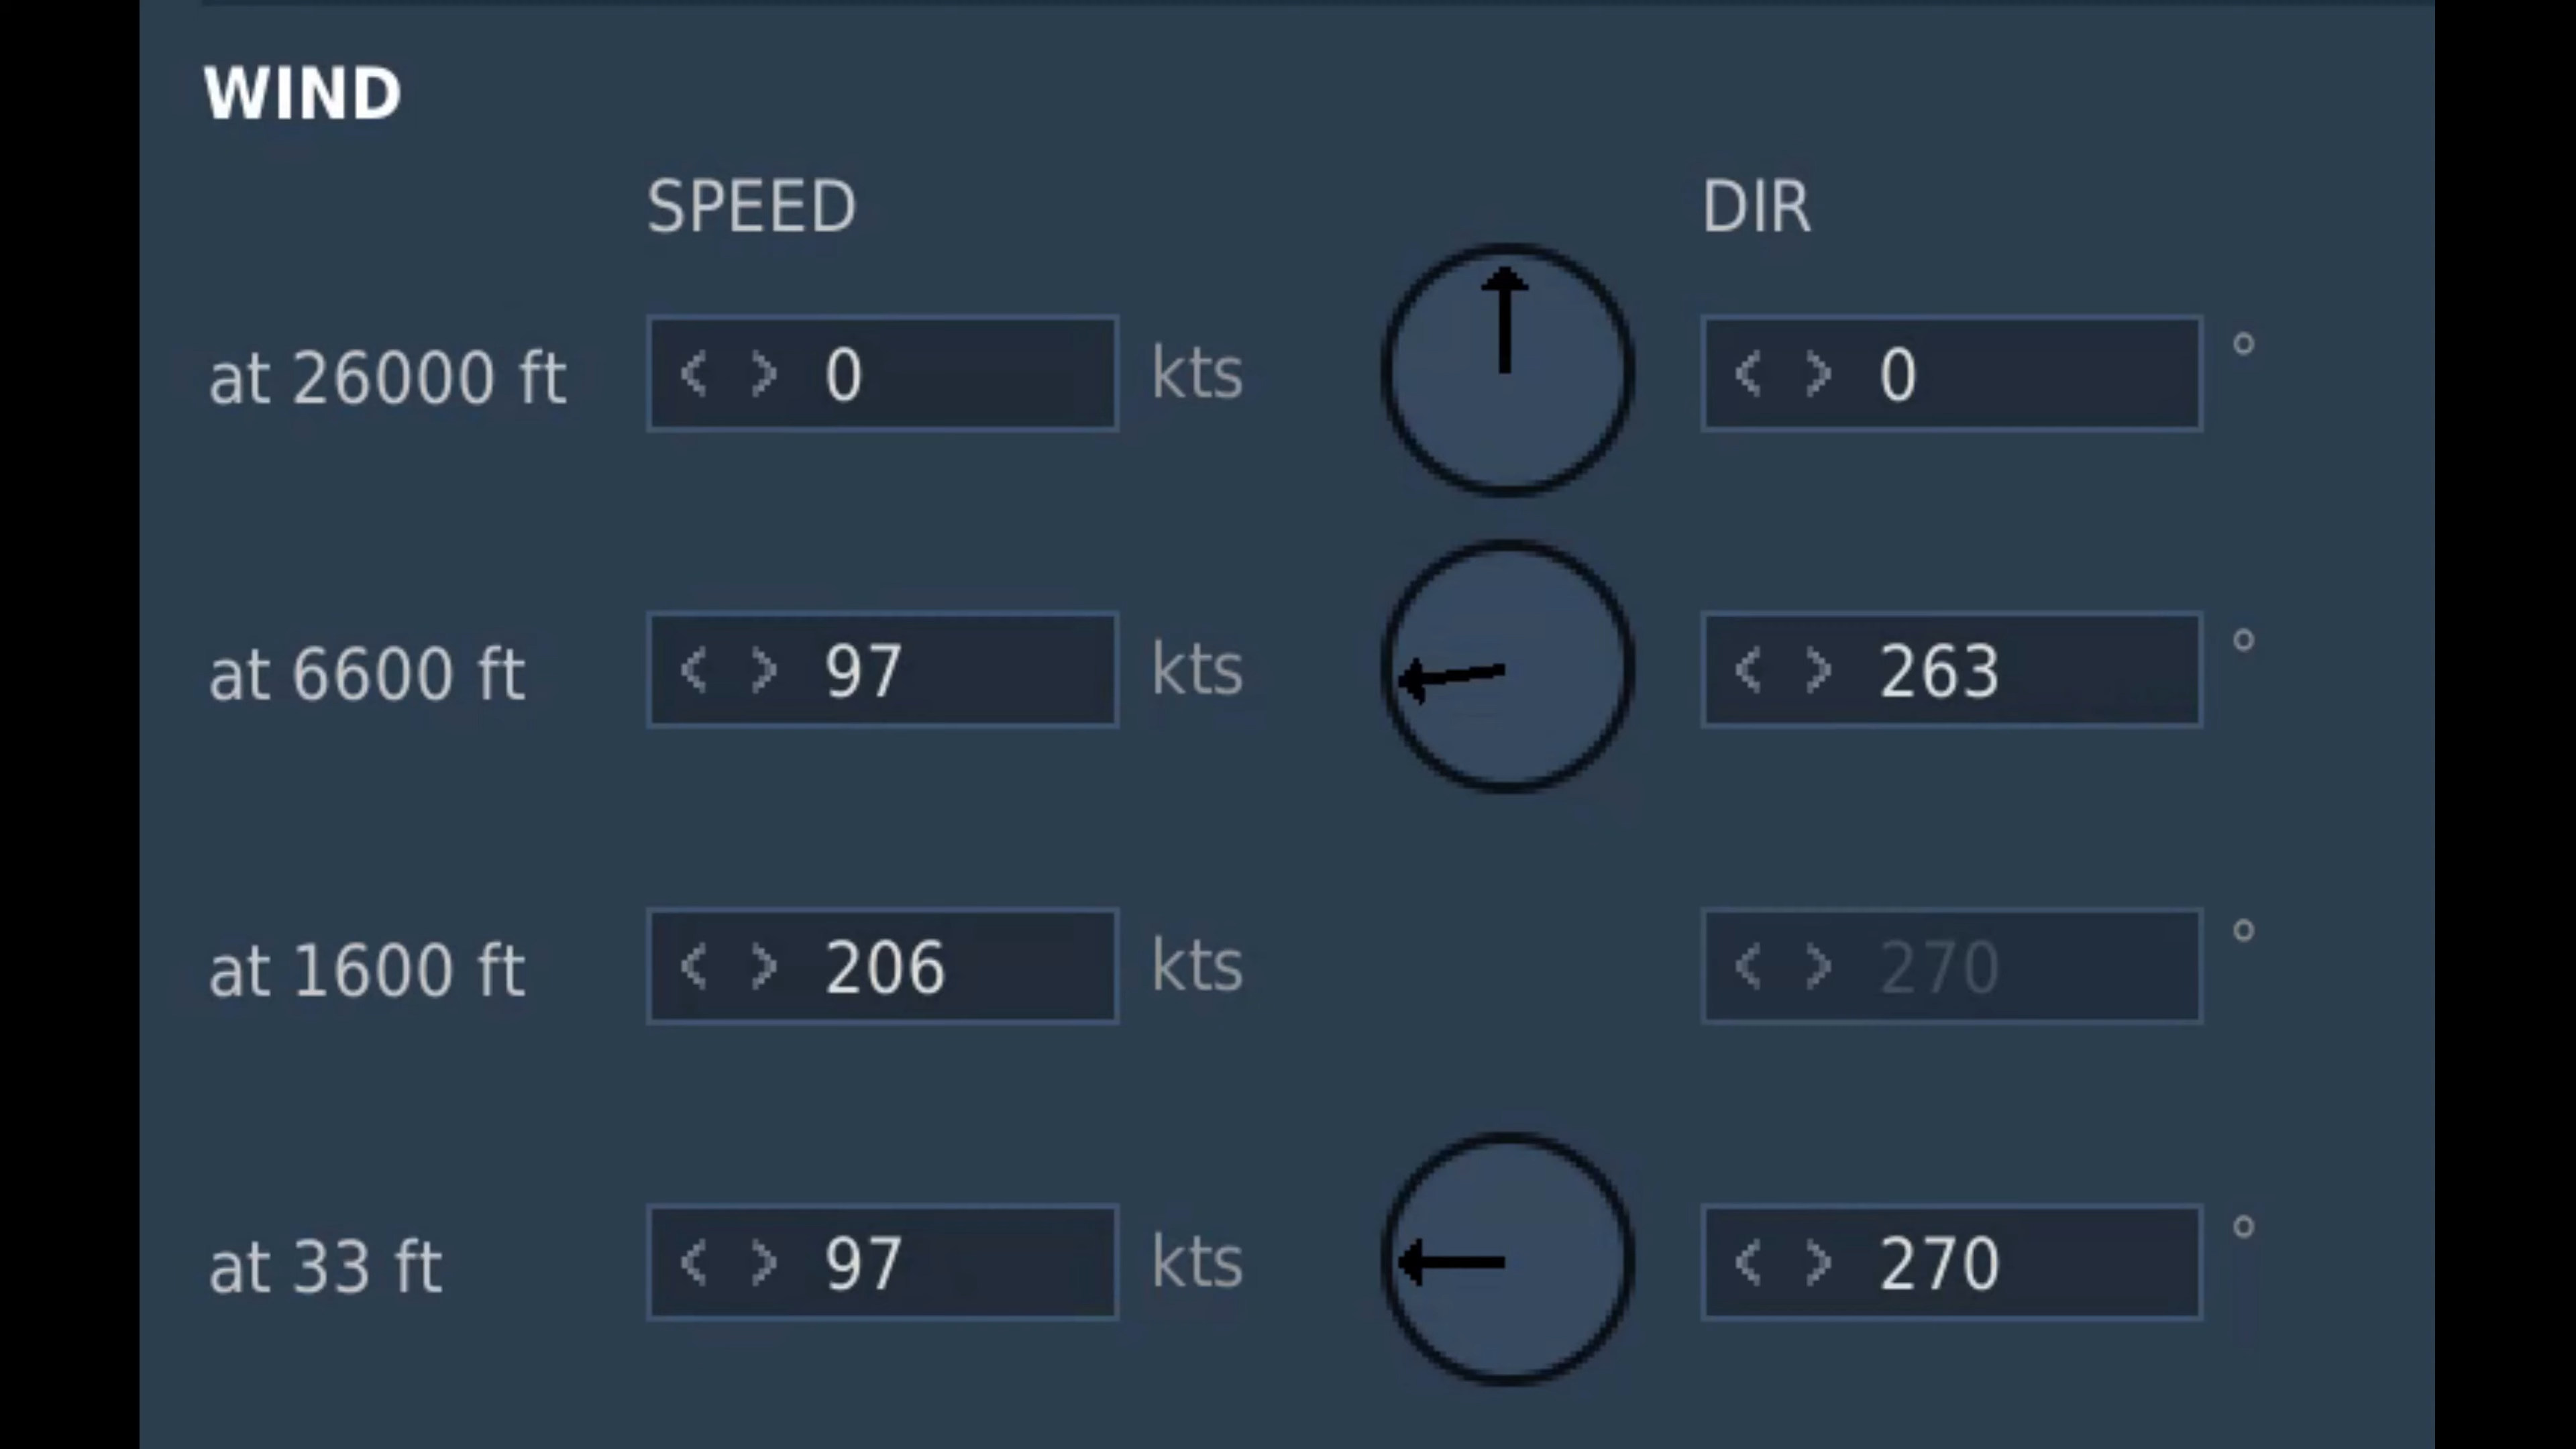 WIND
SPEED DIR
at 26000 ft < > 0 kts < > 0 °
at 6600 ft < > 97 kts < > 263 °
at 1600 ft < > 206 kts < > 270 °
at 33 ft < > 97 kts < > 270 °